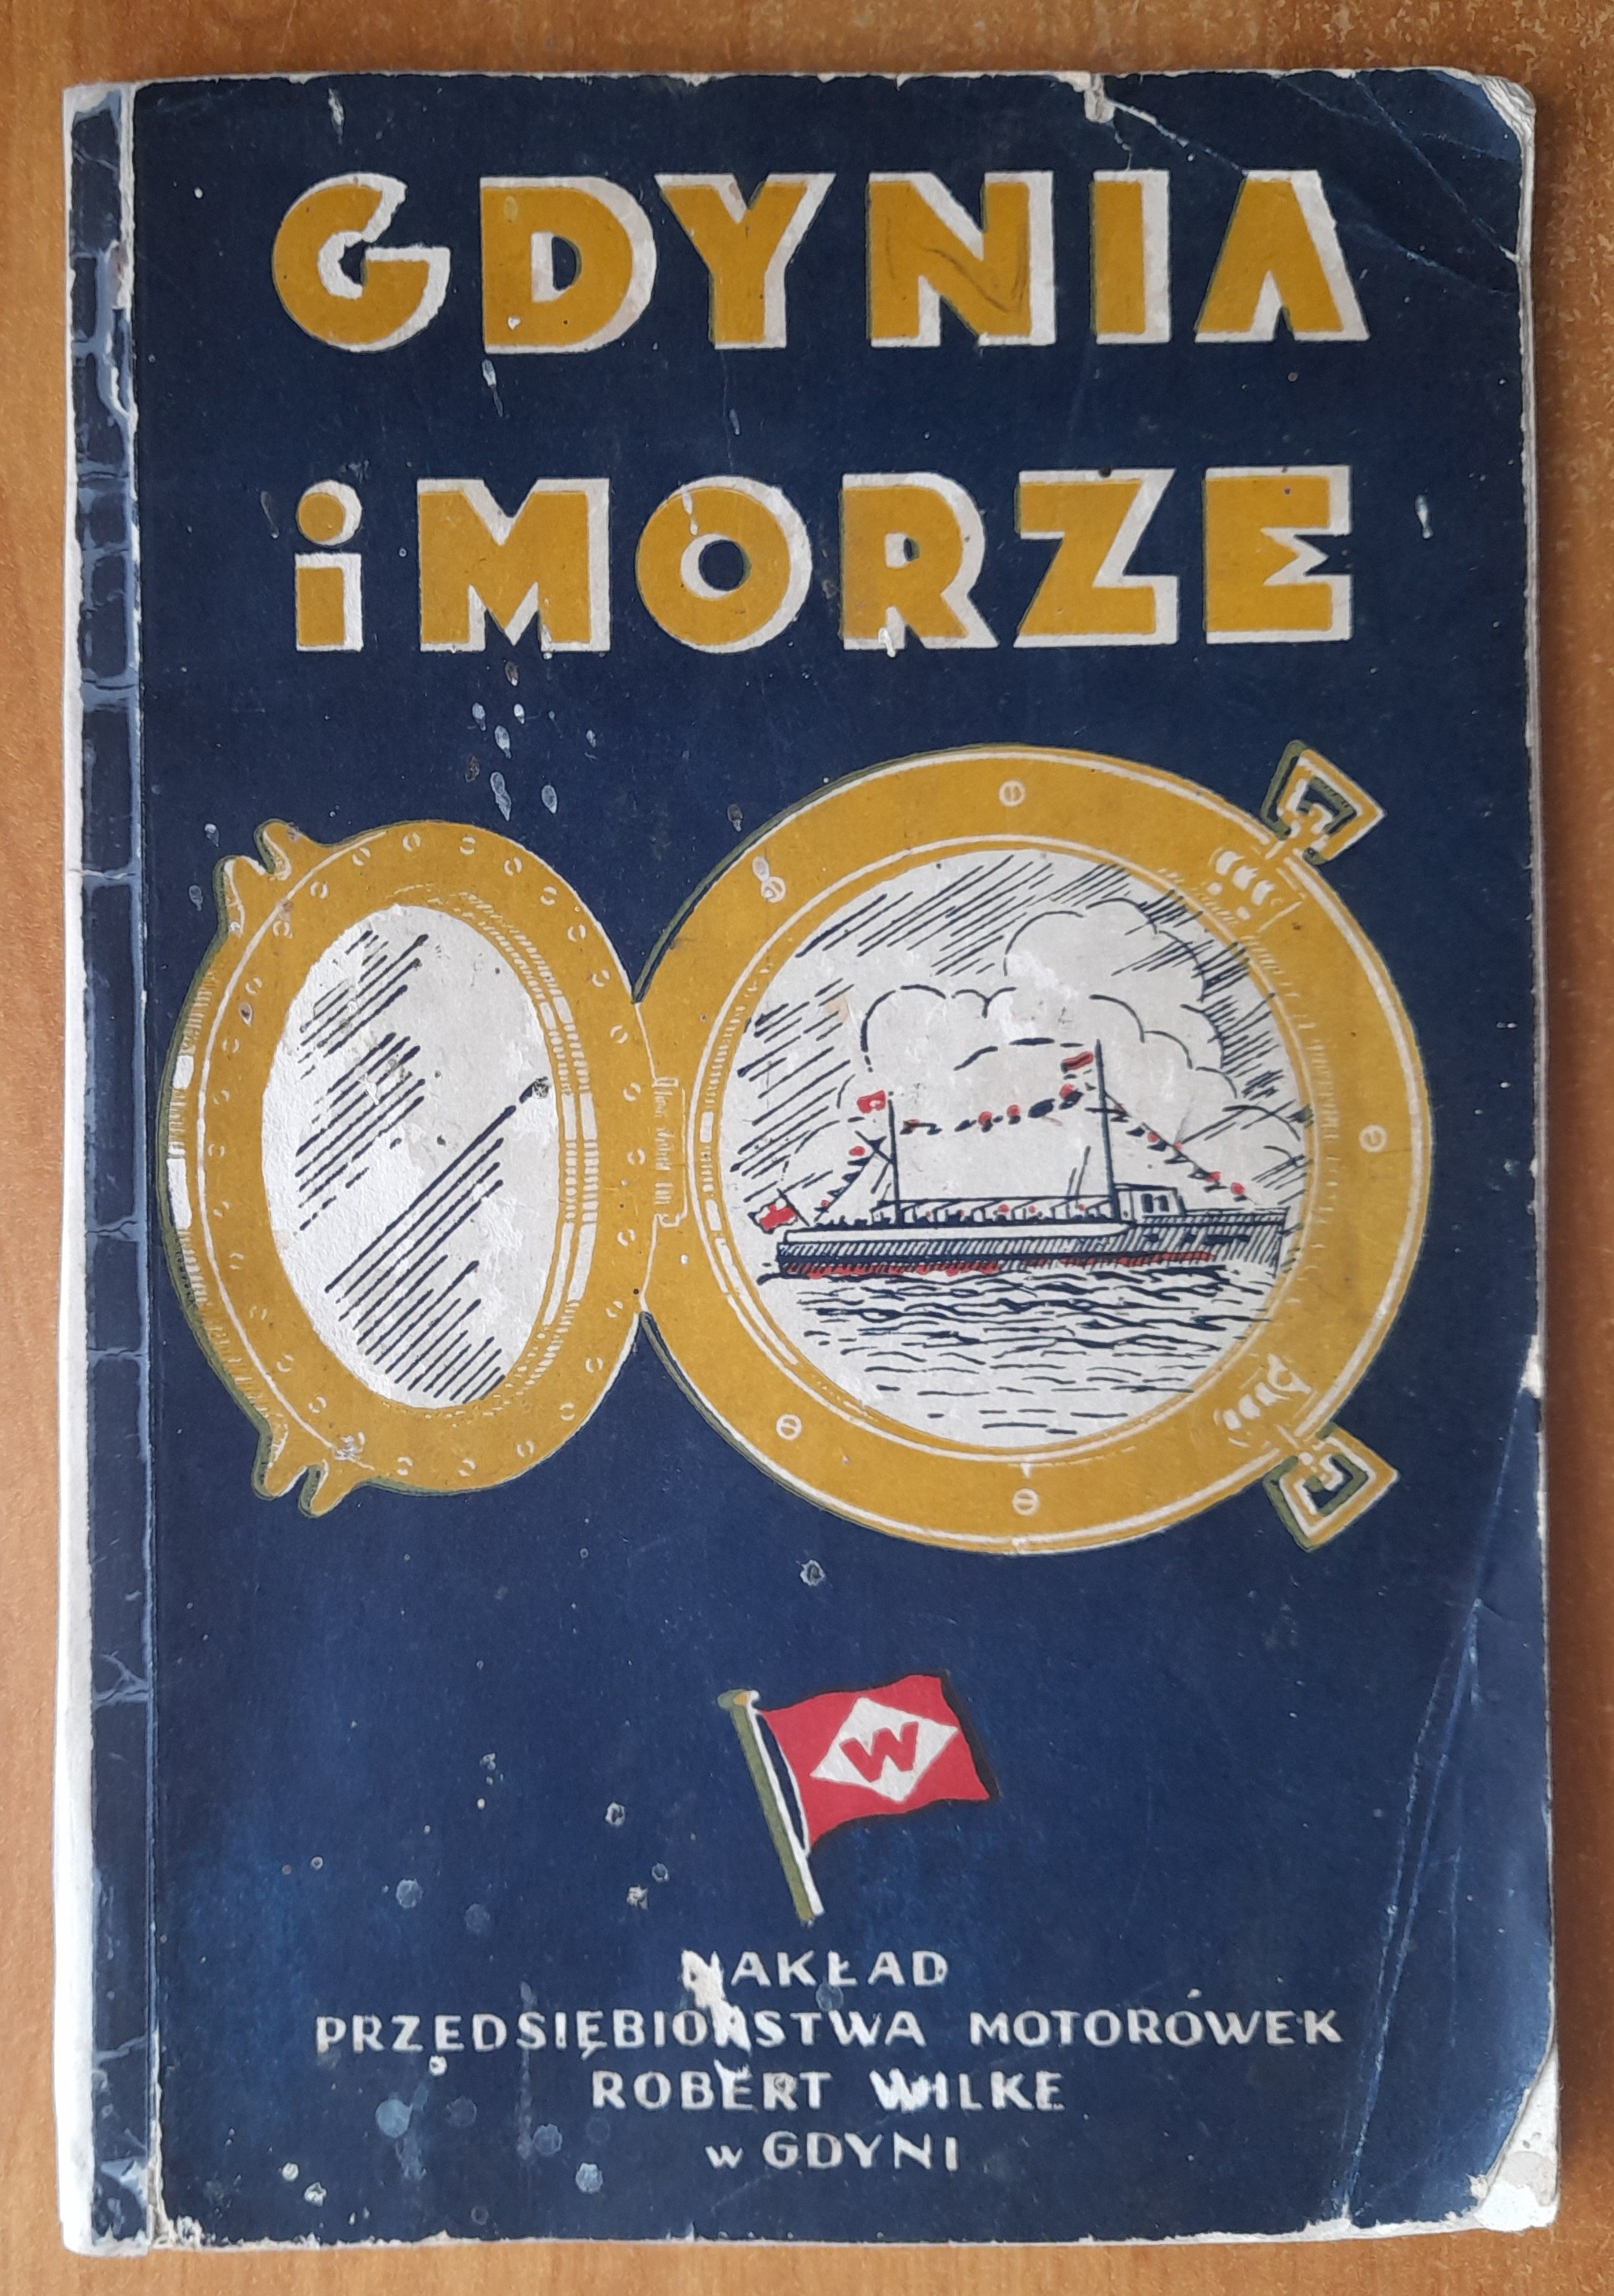 GDYNIA
i MORZE
W
NAKŁAD
PRZEDSIĘBIORSTWA MOTORÓWEK
ROBERT WILKE
w GDYNI